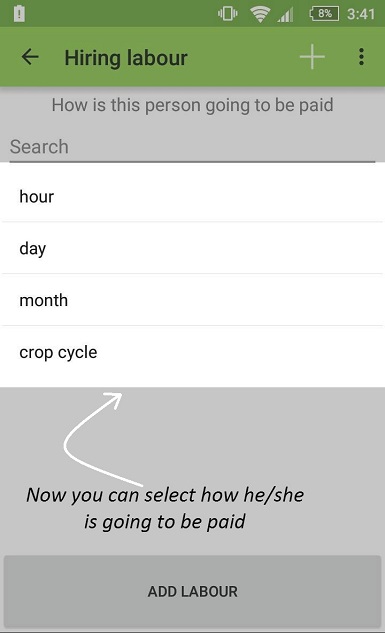 8% 3:41
Hiring labour
How is this person going to be paid
Search
hour
day
month
crop cycle
Now you can select how he/she
is going to be paid
ADD LABOUR